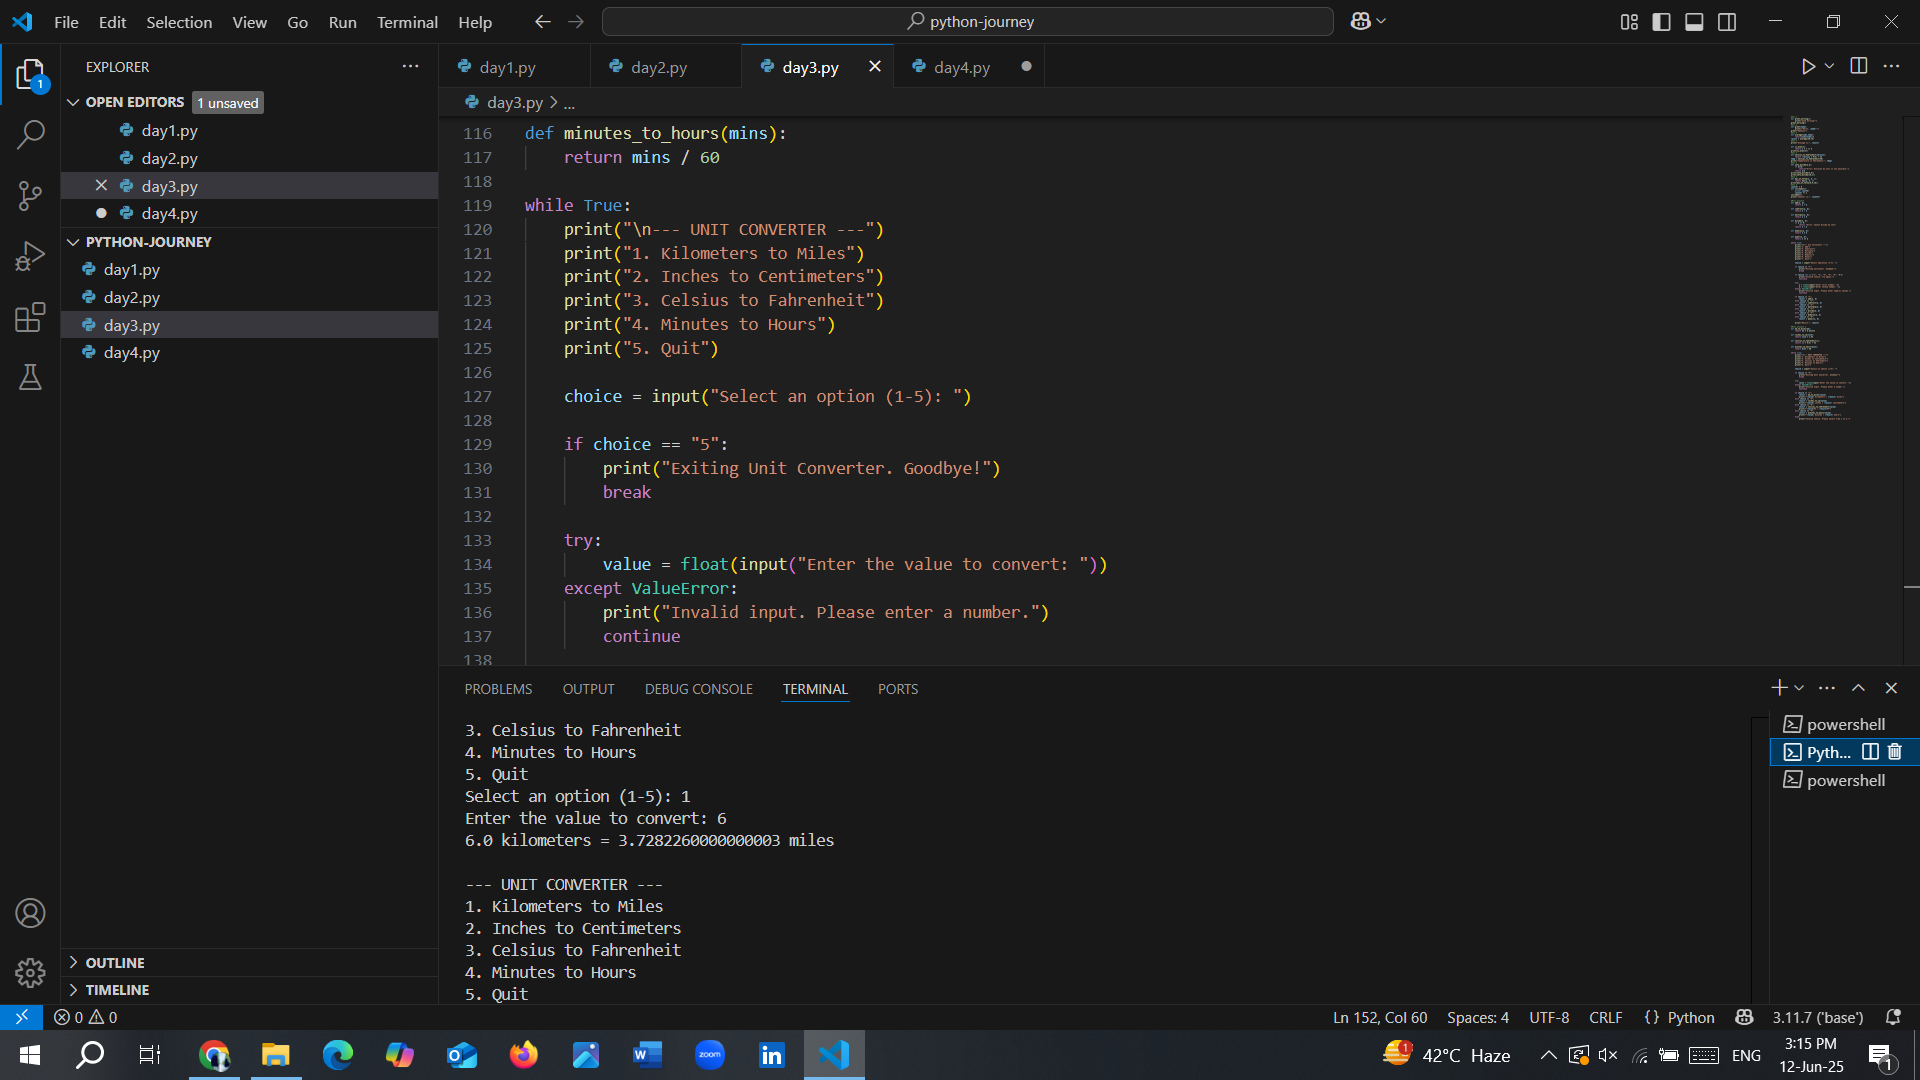 File Edit Selection View Go Run Terminal Help
python-journey
EXPLORER
OPEN EDITORS 1 unsaved
day1.py
day2.py
day3.py
day4.py
PYTHON-JOURNEY
day1.py
day2.py
day3.py
day4.py
OUTLINE
TIMELINE
day1.py day2.py day3.py day4.py
day3.py > ...
116 def minutes_to_hours(mins):
117     return mins / 60
118
119 while True:
120     print("\n--- UNIT CONVERTER ---")
121     print("1. Kilometers to Miles")
122     print("2. Inches to Centimeters")
123     print("3. Celsius to Fahrenheit")
124     print("4. Minutes to Hours")
125     print("5. Quit")
126
127     choice = input("Select an option (1-5): ")
128
129     if choice == "5":
130         print("Exiting Unit Converter. Goodbye!")
131         break
132
133     try:
134         value = float(input("Enter the value to convert: "))
135     except ValueError:
136         print("Invalid input. Please enter a number.")
137         continue
138
PROBLEMS OUTPUT DEBUG CONSOLE TERMINAL PORTS
3. Celsius to Fahrenheit
4. Minutes to Hours
5. Quit
Select an option (1-5): 1
Enter the value to convert: 6
6.0 kilometers = 3.7282260000000003 miles
--- UNIT CONVERTER ---
1. Kilometers to Miles
2. Inches to Centimeters
3. Celsius to Fahrenheit
4. Minutes to Hours
5. Quit
powershell
Pyth...
powershell
0 0
Ln 152, Col 60 Spaces: 4 UTF-8 CRLF {} Python 3.11.7 ('base')
zoom
42°C Haze
ENG
3:15 PM
12-Jun-25
1